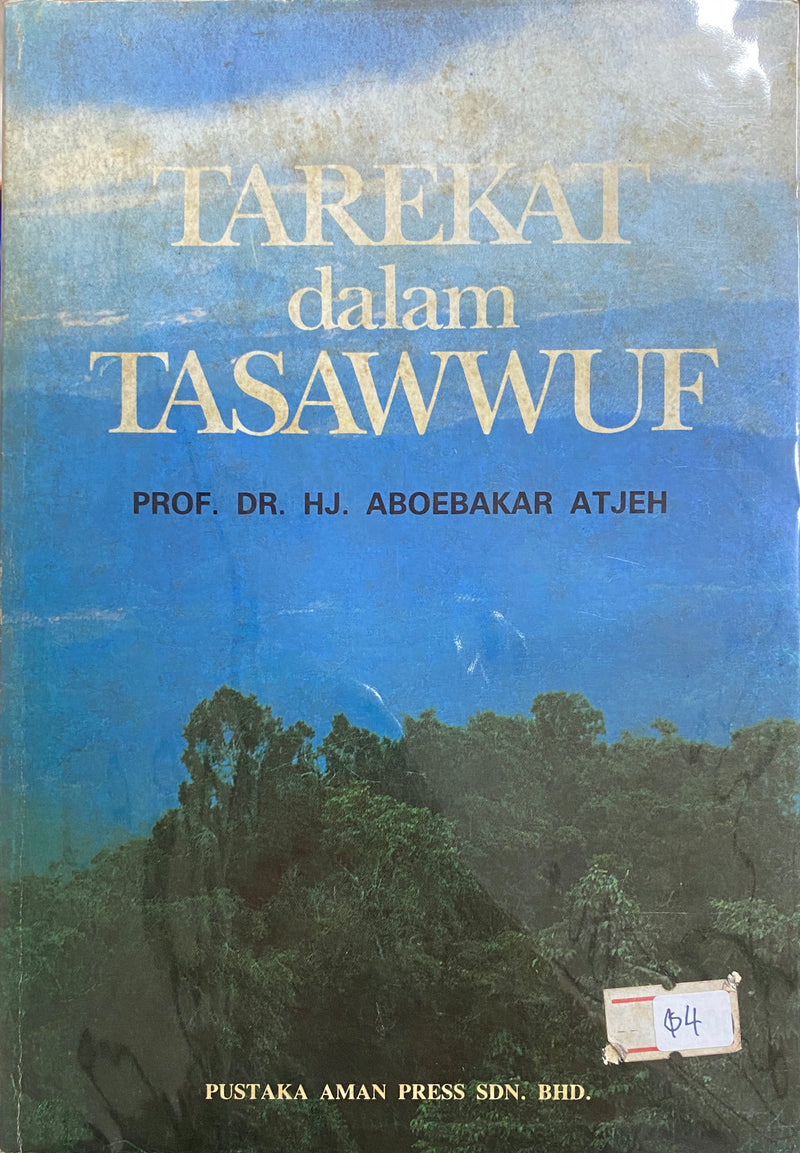 TAREKAT
dalam
TASAWWUF
PROF. DR. HJ. ABOEBAKAR ATJEH
$4
PUSTAKA AMAN PRESS SDN. BHD.